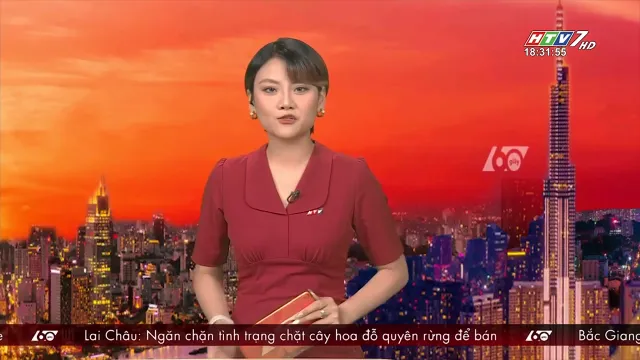 HTV7 HD
18:31:55
60 giây
HTV
e 60 Lai Châu: Ngăn chặn tình trạng chặt cây hoa đỗ quyên rừng để bán 60 Bắc Giang